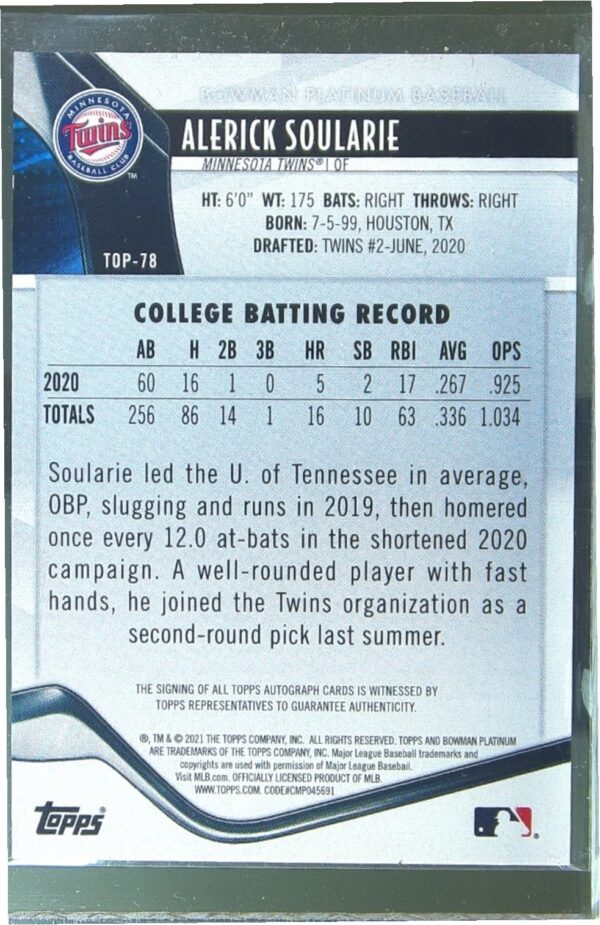 BOWMAN PLATINUM BASEBALL
MINNESOTA
Twins
BASEBALL CLUB
TM
ALERICK SOULARIE
MINNESOTA TWINS® | OF
HT: 6'0" WT: 175 BATS: RIGHT THROWS: RIGHT
BORN: 7-5-99, HOUSTON, TX
DRAFTED: TWINS #2-JUNE, 2020
TOP-78
COLLEGE BATTING RECORD
AB H 2B 3B HR SB RBI AVG OPS
2020 60 16 1 0 5 2 17 .267 .925
TOTALS 256 86 14 1 16 10 63 .336 1.034
Soularie led the U. of Tennessee in average,
OBP, slugging and runs in 2019, then homered
once every 12.0 at-bats in the shortened 2020
campaign. A well-rounded player with fast
hands, he joined the Twins organization as a
second-round pick last summer.
THE SIGNING OF ALL TOPPS AUTOGRAPH CARDS IS WITNESSED BY
TOPPS REPRESENTATIVES TO GUARANTEE AUTHENTICITY.
®, TM & © 2021 THE TOPPS COMPANY, INC. ALL RIGHTS RESERVED. TOPPS AND BOWMAN PLATINUM
ARE TRADEMARKS OF THE TOPPS COMPANY, INC. Major League Baseball trademarks and
copyrights are used with permission of Major League Baseball.
Visit MLB.com. OFFICIALLY LICENSED PRODUCT OF MLB.
WWW.TOPPS.COM. CODE#CMP045691
Topps®